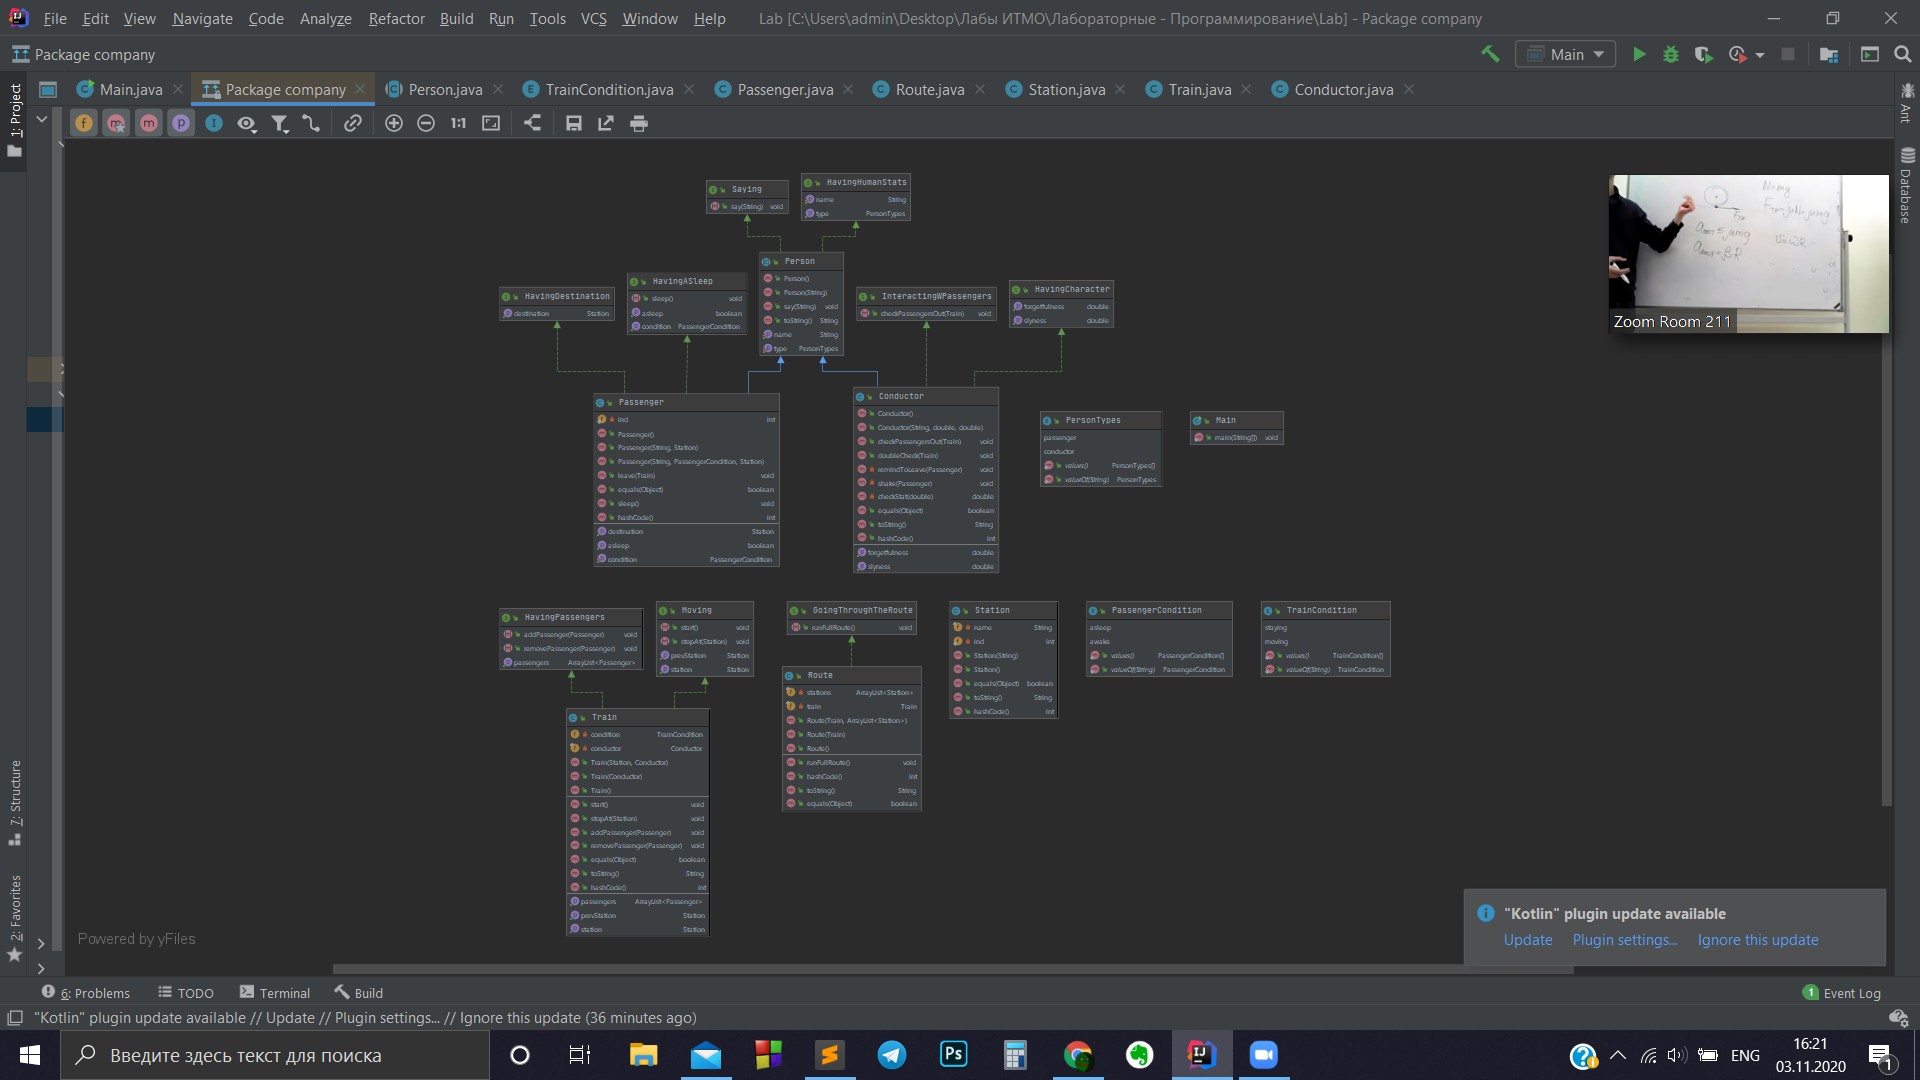 File Edit View Navigate Code Analyze Refactor Build Run Tools VCS Window Help Lab [C:\Users\admin\Desktop\Лабы ИТМО\Лабораторные - Программирование\Lab] - Package company
Package company
Main
Main.java Package company Person.java TrainCondition.java Passenger.java Route.java Station.java Train.java Conductor.java
1: Project
7: Structure
2: Favorites
Ant
Database
1:1
Saying
say(String) void
HavingHumanStats
name String
type PersonTypes
Person
Person()
Person(String)
say(String) void
toString() String
name String
type PersonTypes
HavingDestination
destination Station
HavingASleep
sleep() void
asleep boolean
condition PassengerCondition
InteractingWPassengers
checkPassengersOut(Train) void
HavingCharacter
forgetfulness double
slyness double
Passenger
ind int
Passenger()
Passenger(String, Station)
Passenger(String, PassengerCondition, Station)
leave(Train) void
equals(Object) boolean
sleep() void
hashCode() int
destination Station
asleep boolean
condition PassengerCondition
Conductor
Conductor()
Conductor(String, double, double)
checkPassengersOut(Train) void
doubleCheck(Train) void
remindToLeave(Passenger) void
shake(Passenger) void
checkStat(double) double
equals(Object) boolean
toString() String
hashCode() int
forgetfulness double
slyness double
PersonTypes
passenger
conductor
values() PersonTypes[]
valueOf(String) PersonTypes
Main
main(String[]) void
HavingPassengers
addPassenger(Passenger) void
removePassenger(Passenger) void
passengers ArrayList<Passenger>
Moving
start() void
stopAt(Station) void
prevStation Station
station Station
GoingThroughTheRoute
runFullRoute() void
Station
name String
ind int
Station(String)
Station()
equals(Object) boolean
toString() String
hashCode() int
PassengerCondition
asleep
awake
values() PassengerCondition[]
valueOf(String) PassengerCondition
TrainCondition
staying
moving
values() TrainCondition[]
valueOf(String) TrainCondition
Train
condition TrainCondition
conductor Conductor
Train(Station, Conductor)
Train(Conductor)
Train()
start() void
stopAt(Station) void
addPassenger(Passenger) void
removePassenger(Passenger) void
equals(Object) boolean
toString() String
hashCode() int
passengers ArrayList<Passenger>
prevStation Station
station Station
Route
stations ArrayList<Station>
train Train
Route(Train, ArrayList<Station>)
Route(Train)
Route()
runFullRoute() void
hashCode() int
toString() String
equals(Object) boolean
N=mg
Zoom Room 211
Powered by yFiles
"Kotlin" plugin update available
Update Plugin settings... Ignore this update
6: Problems TODO Terminal Build 1 Event Log
"Kotlin" plugin update available // Update // Plugin settings... // Ignore this update (36 minutes ago)
Введите здесь текст для поиска
Ps
ENG
16:21
03.11.2020
1